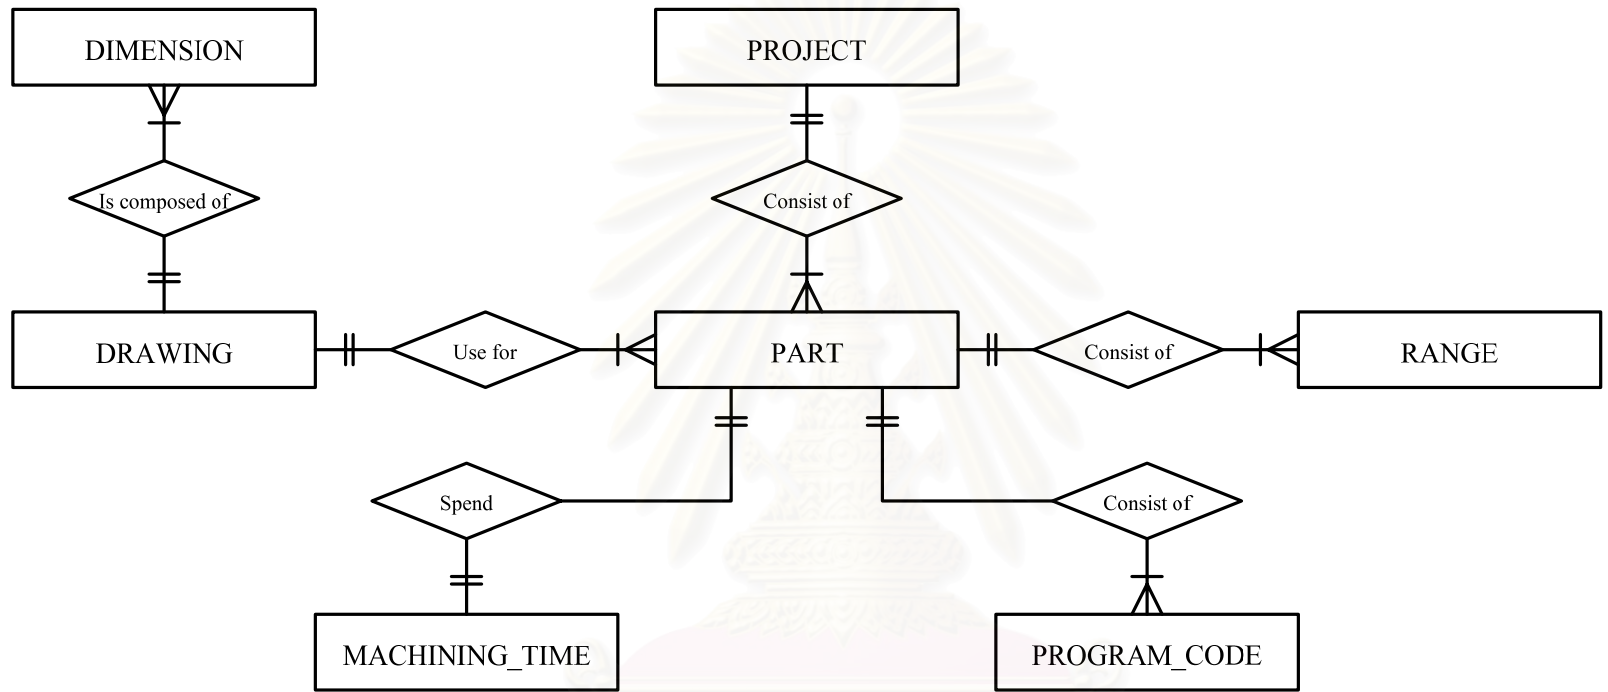 DIMENSION
PROJECT
Is composed of
Consist of
DRAWING
Use for
PART
Consist of
RANGE
Spend
Consist of
MACHINING_TIME
PROGRAM_CODE